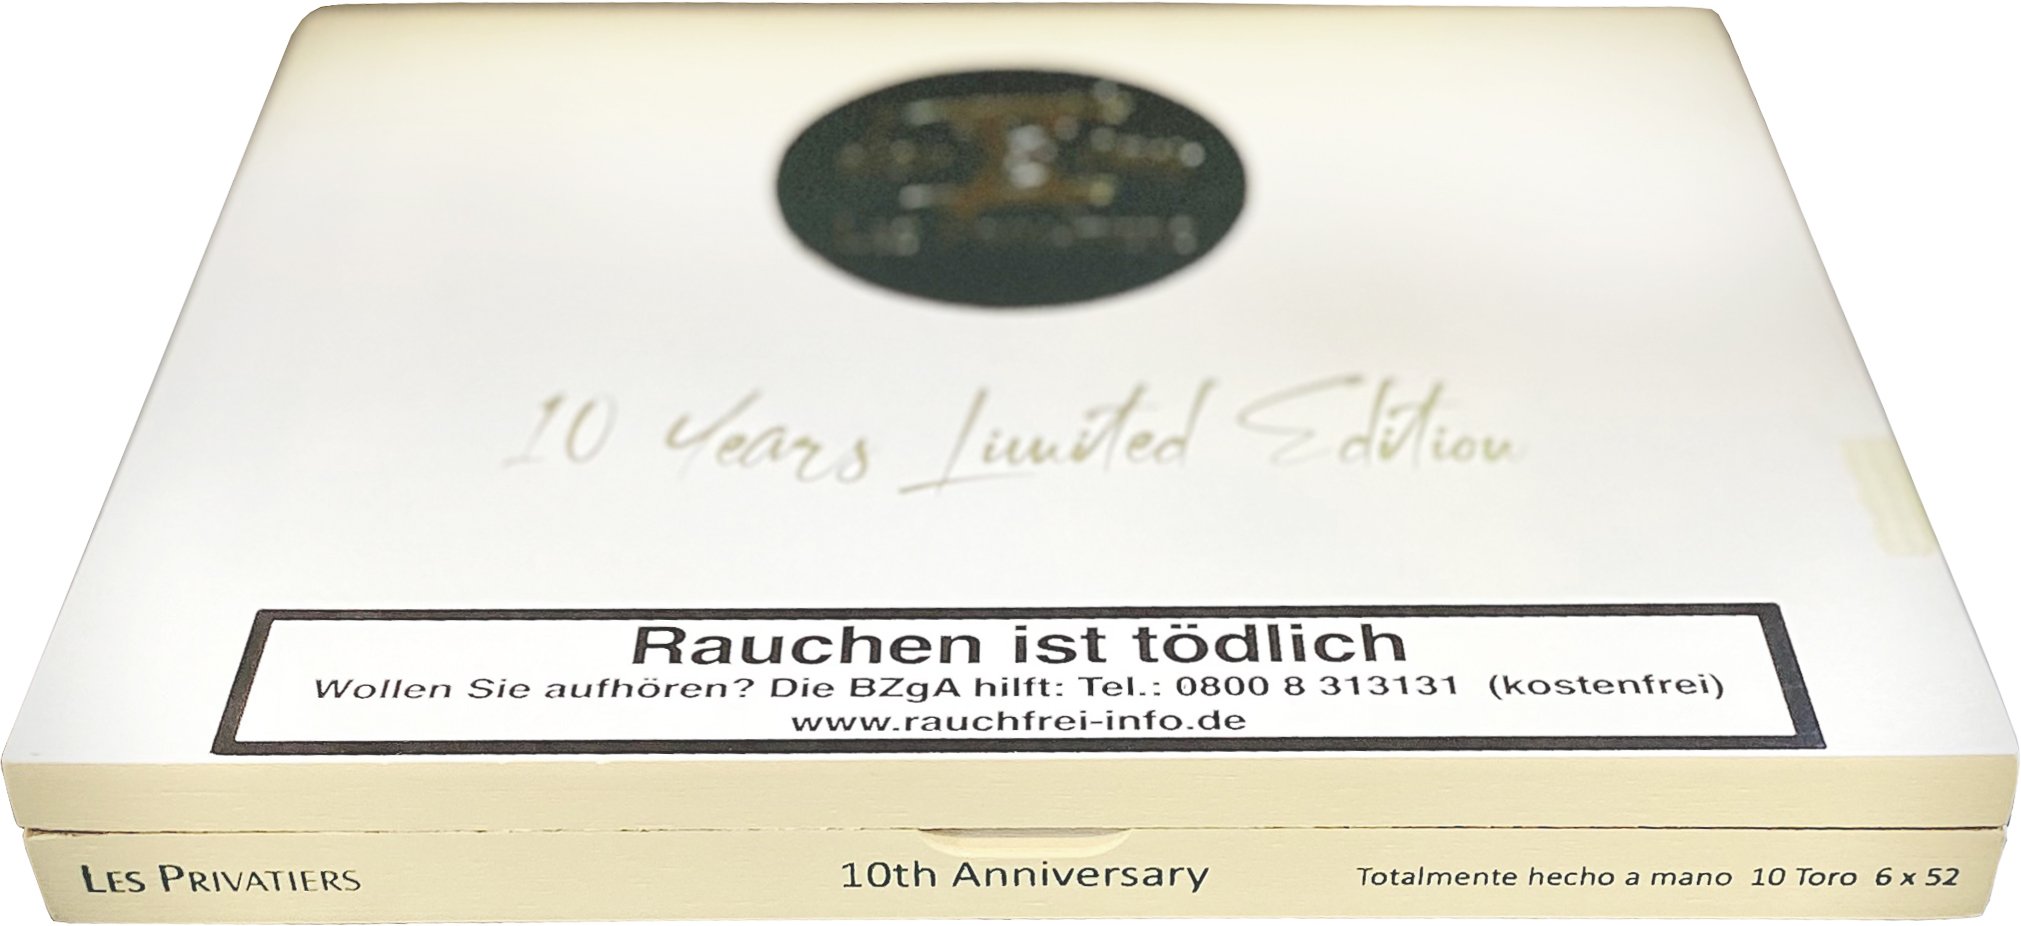 10 Years Limited Edition
Rauchen ist tödlich
Wollen Sie aufhören? Die BZgA hilft: Tel.: 0800 8 313131 (kostenfrei)
www.rauchfrei-info.de
LES PRIVATIERS 10th Anniversary Totalmente hecho a mano 10 Toro 6 x 52